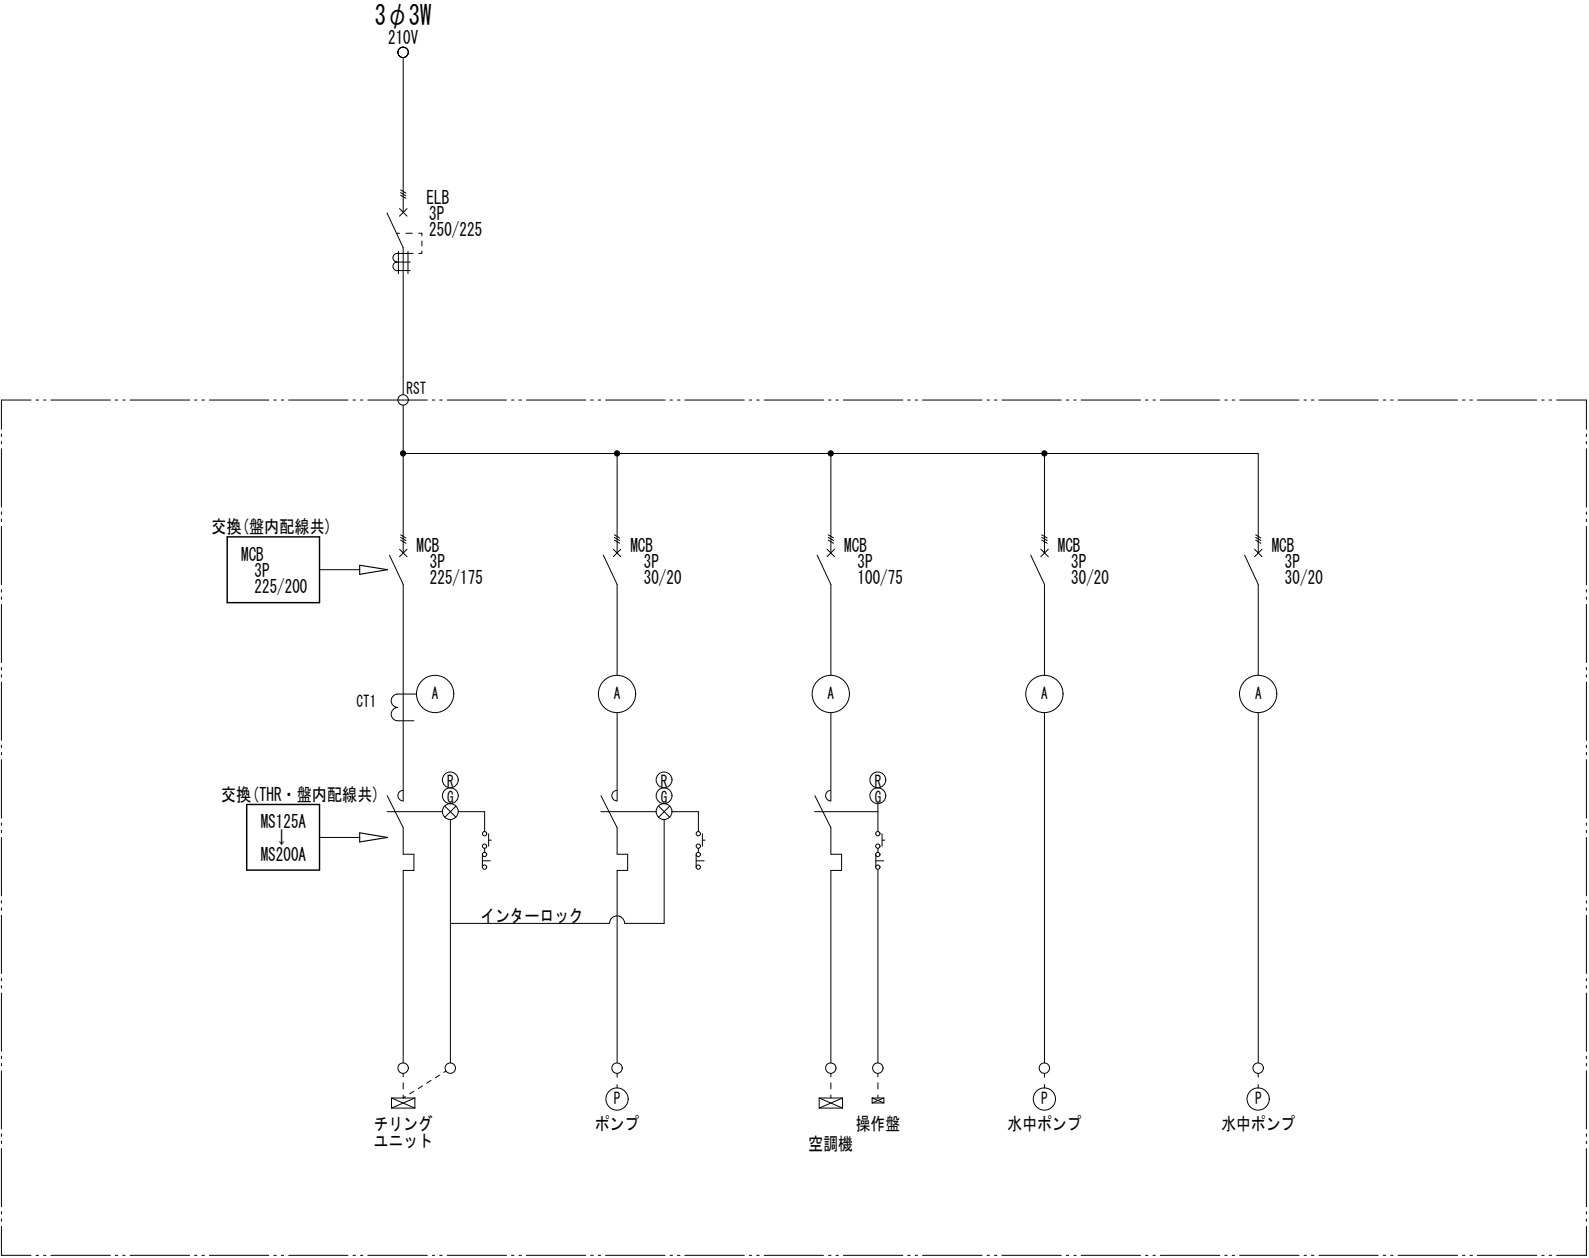 3φ3W
210V
ELB
3P
250/225
RST
交換(盤内配線共)
MCB
3P
225/200
MCB
3P
225/175
MCB
3P
30/20
MCB
3P
100/75
MCB
3P
30/20
MCB
3P
30/20
CT1
A
A
A
A
A
交換(THR・盤内配線共)
MS125A
↓
MS200A
R
G
R
G
R
G
インターロック
P
P
P
チリング
ユニット
ポンプ
空調機
操作盤
水中ポンプ
水中ポンプ